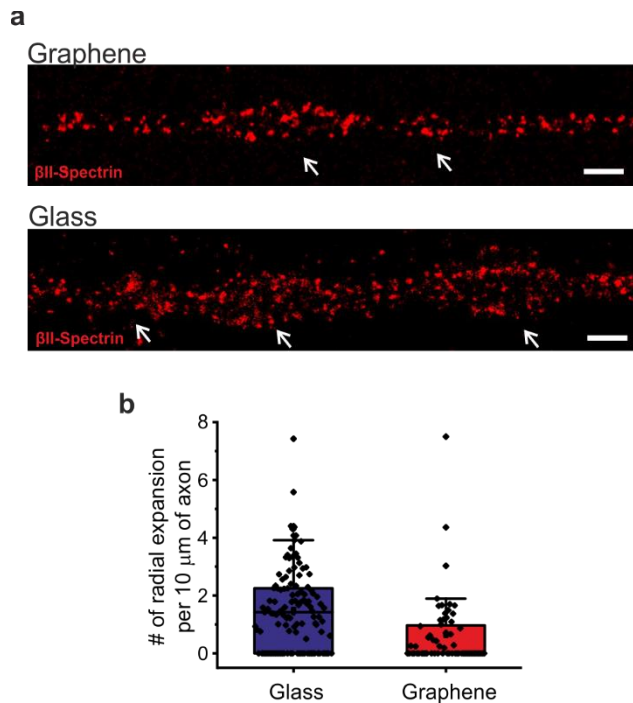 a
Graphene
βII-Spectrin
Glass
βII-Spectrin
b
# of radial expansion
per 10 μm of axon
8
6
4
2
0
Glass
Graphene